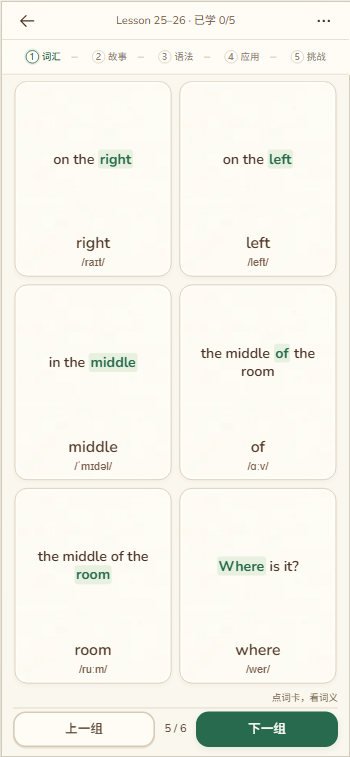 Lesson 25–26 · 已学 0/5
1 词汇 – 2 故事 – 3 语法 – 4 应用 – 5 挑战
on the right
right
/raɪt/
on the left
left
/left/
in the middle
middle
/ˈmɪdəl/
the middle of the
room
of
/ɑːv/
the middle of the
room
room
/ruːm/
Where is it?
where
/wer/
点词卡，看词义
上一组
5 / 6
下一组